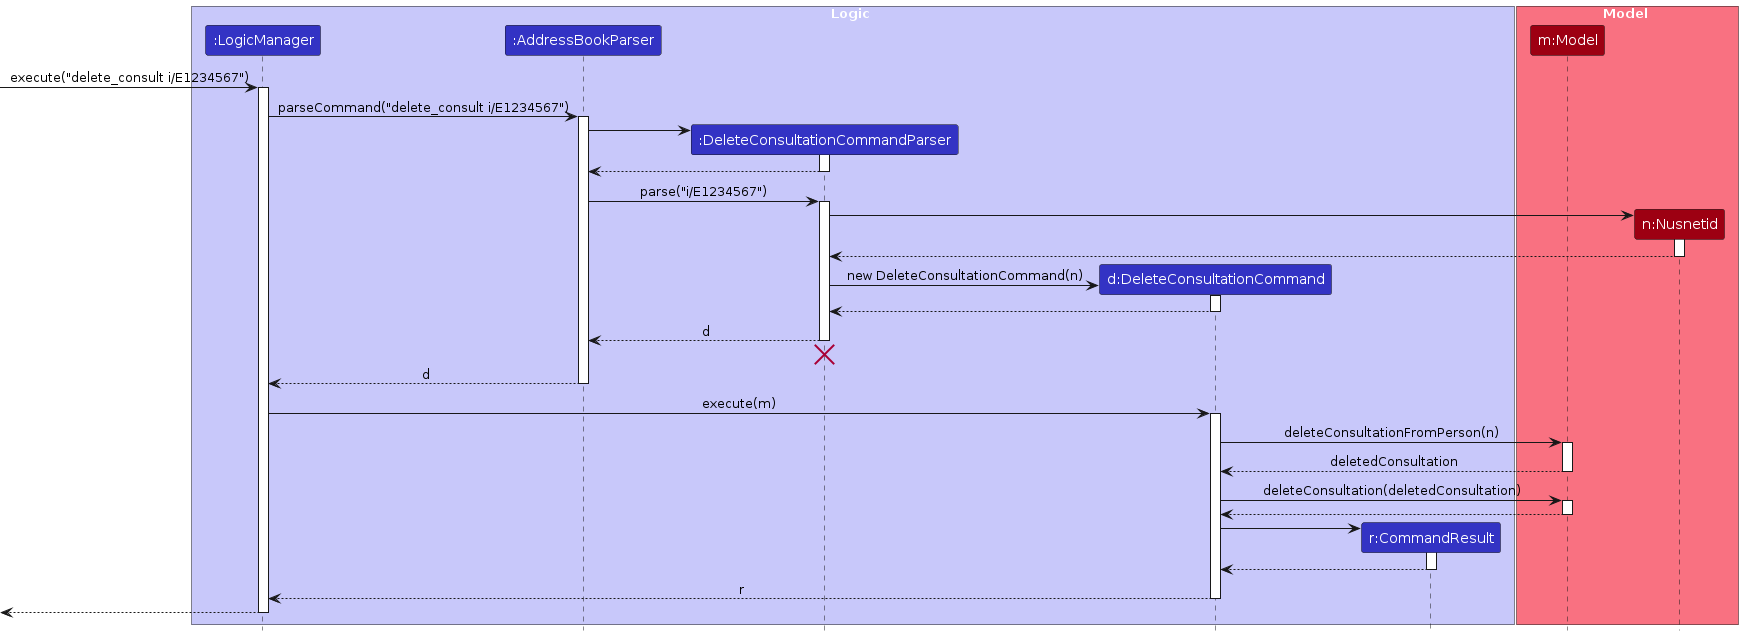 Logic
Model
:LogicManager
:AddressBookParser
m:Model
execute("delete_consult i/E1234567")
parseCommand("delete_consult i/E1234567")
:DeleteConsultationCommandParser
parse("i/E1234567")
n:Nusnetid
new DeleteConsultationCommand(n)
d:DeleteConsultationCommand
d
d
execute(m)
deleteConsultationFromPerson(n)
deletedConsultation
deleteConsultation(deletedConsultation)
r:CommandResult
r